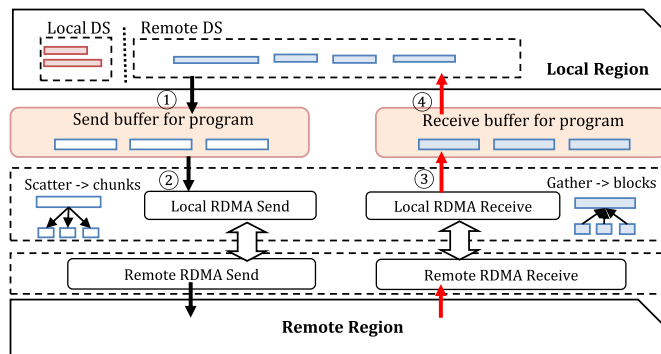 Local DS
Remote DS
Local Region
①
④
Send buffer for program
Receive buffer for program
②
③
Scatter -> chunks
Gather -> blocks
Local RDMA Send
Local RDMA Receive
Remote RDMA Send
Remote RDMA Receive
Remote Region